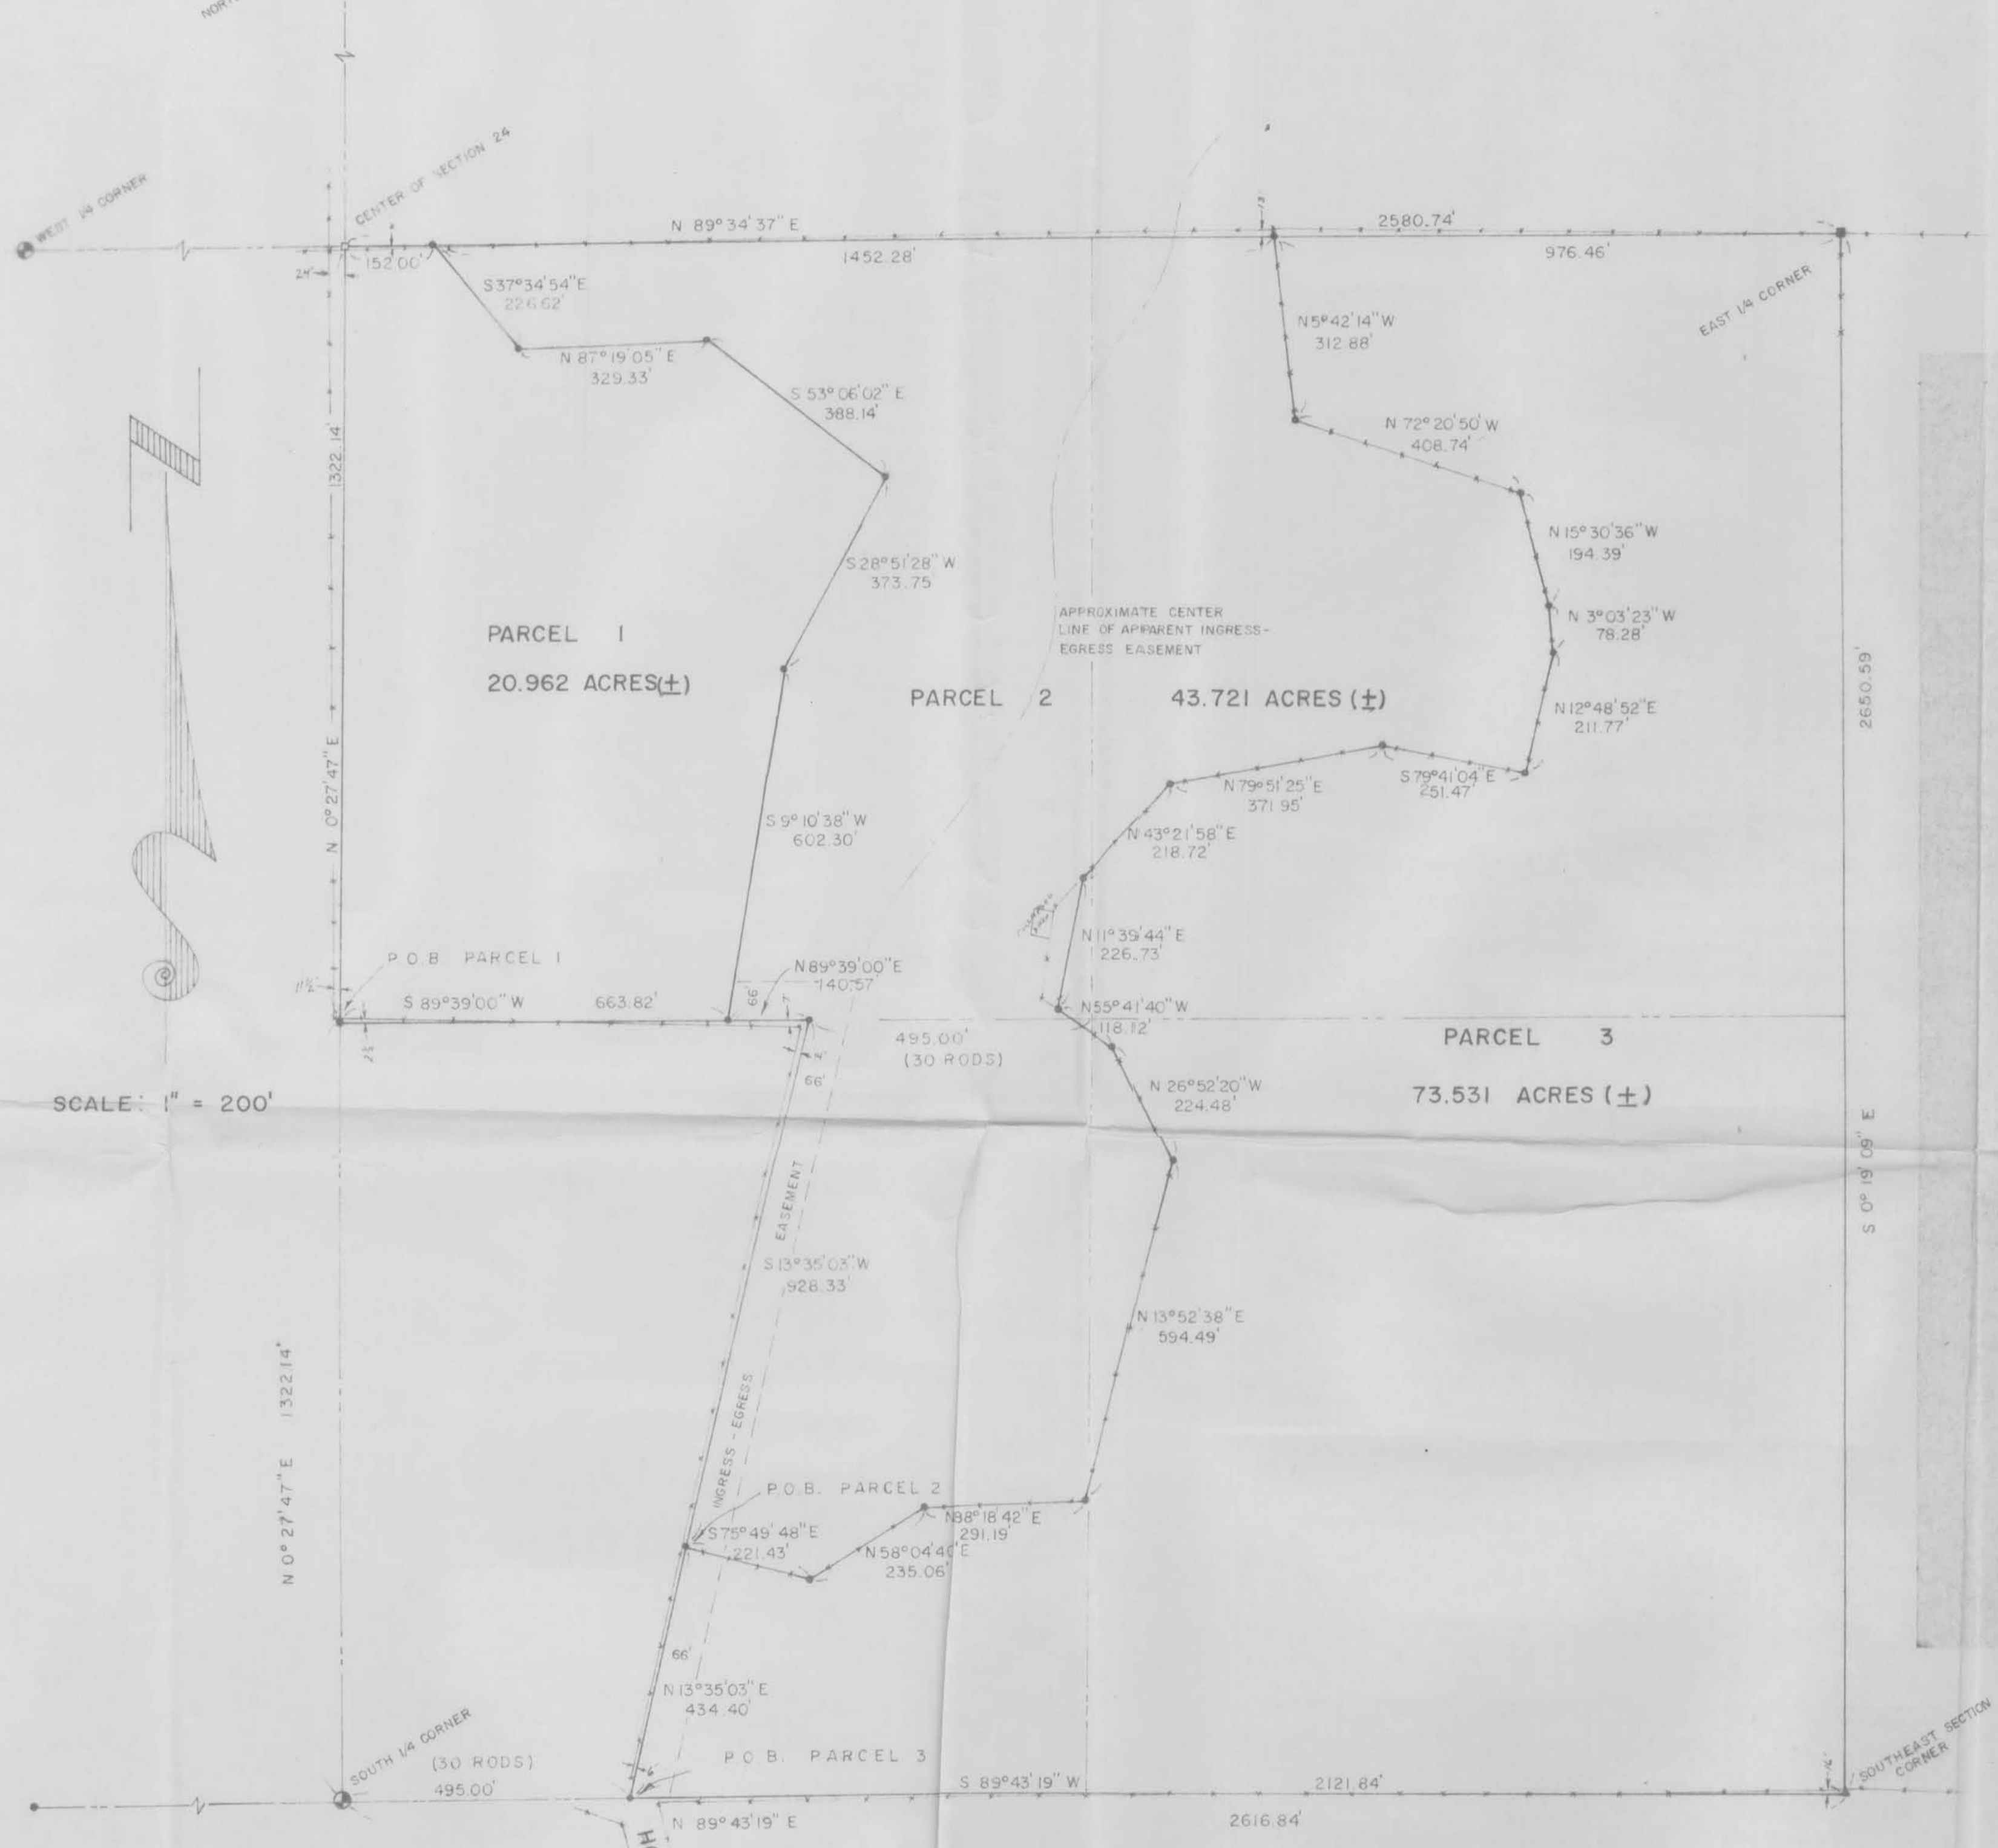 WEST 1/4 CORNER
CENTER OF SECTION 24
N 89°34'37" E
2580.74'
152.00'
1452.28'
976.46'
24"
EAST 1/4 CORNER
S37°34'54"E
226.62'
N 87°19'05" E
329.33'
S 53°06'02" E
388.14'
N5°42'14"W
312.88'
N 72°20'50"W
408.74'
N 15°30'36"W
194.39'
N 3°03'23"W
78.28'
N12°48'52"E
211.77'
S28°51'28" W
373.75
APPROXIMATE CENTER
LINE OF APPARENT INGRESS-
EGRESS EASEMENT
PARCEL 1
20.962 ACRES(±)
PARCEL 2 43.721 ACRES (±)
N 0°27'47" E 1322.14'
2650.59'
S 0°19'09" E
S79°41'04"E
251.47'
N79°51'25"E
371.95'
N43°21'58"E
218.72'
S 9°10'38" W
602.30'
N11°39'44"E
226.73'
P.O.B. PARCEL 1
S 89°39'00" W 663.82'
N89°39'00"E
140.57'
66'
N55°41'40"W
118.12'
495.00'
(30 RODS)
66'
PARCEL 3
73.531 ACRES (±)
SCALE: 1" = 200'
N 26°52'20"W
224.48'
INGRESS - EGRESS EASEMENT
S13°35'03"W
928.33'
N13°52'38"E
594.49'
N 0°27'47"E 1322.14'
P.O.B. PARCEL 2
S75°49'48"E
221.43'
N88°18'42"E
291.19'
N58°04'40"E
235.06'
66'
N13°35'03"E
434.40'
SOUTH 1/4 CORNER
(30 RODS)
495.00'
P.O.B. PARCEL 3
S 89°43'19" W
2121.84'
6'
SOUTHEAST SECTION
CORNER
N 89°43'19" E
2616.84'